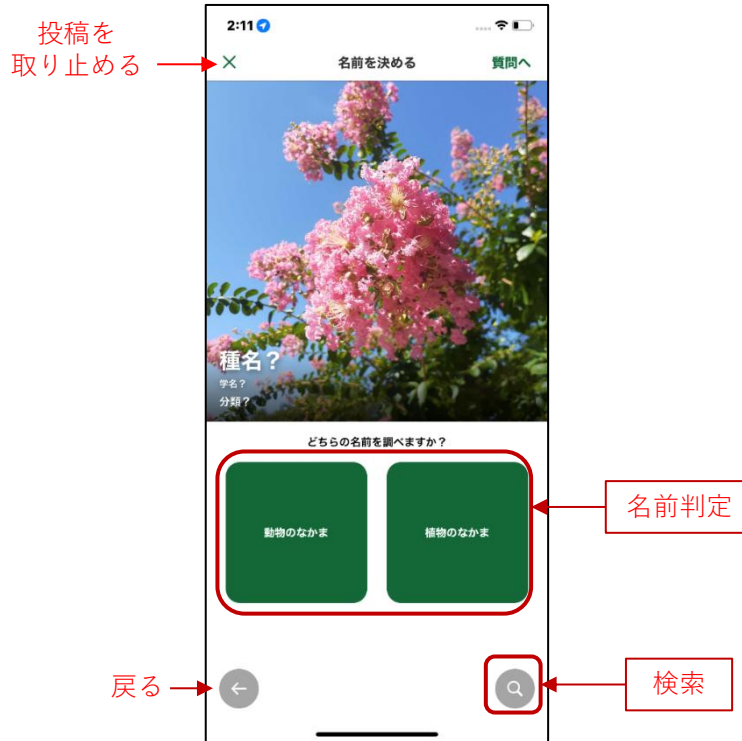 投稿を
取り止める
2:11
名前を決める
質問へ
種名？
学名？
分類？
どちらの名前を調べますか？
動物のなかま
植物のなかま
名前判定
戻る
検索